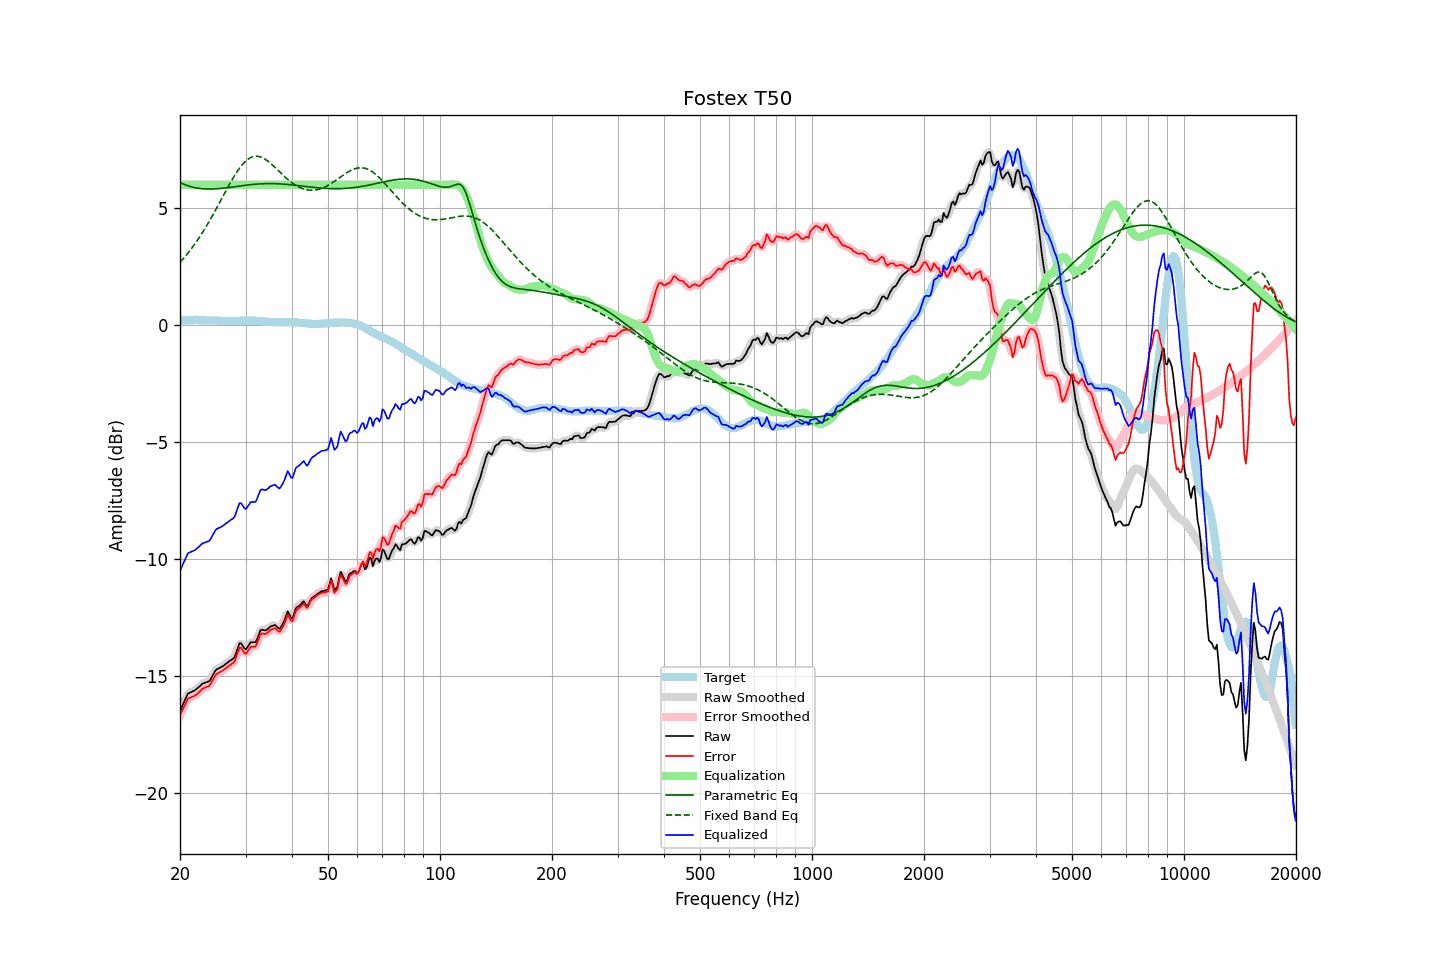 Fostex T50
Amplitude (dBr)
5
0
−5
−10
−15
−20
Target
Raw Smoothed
Error Smoothed
Raw
Error
Equalization
Parametric Eq
Fixed Band Eq
Equalized
20
50
100
200
500
1000
2000
5000
10000
20000
Frequency (Hz)